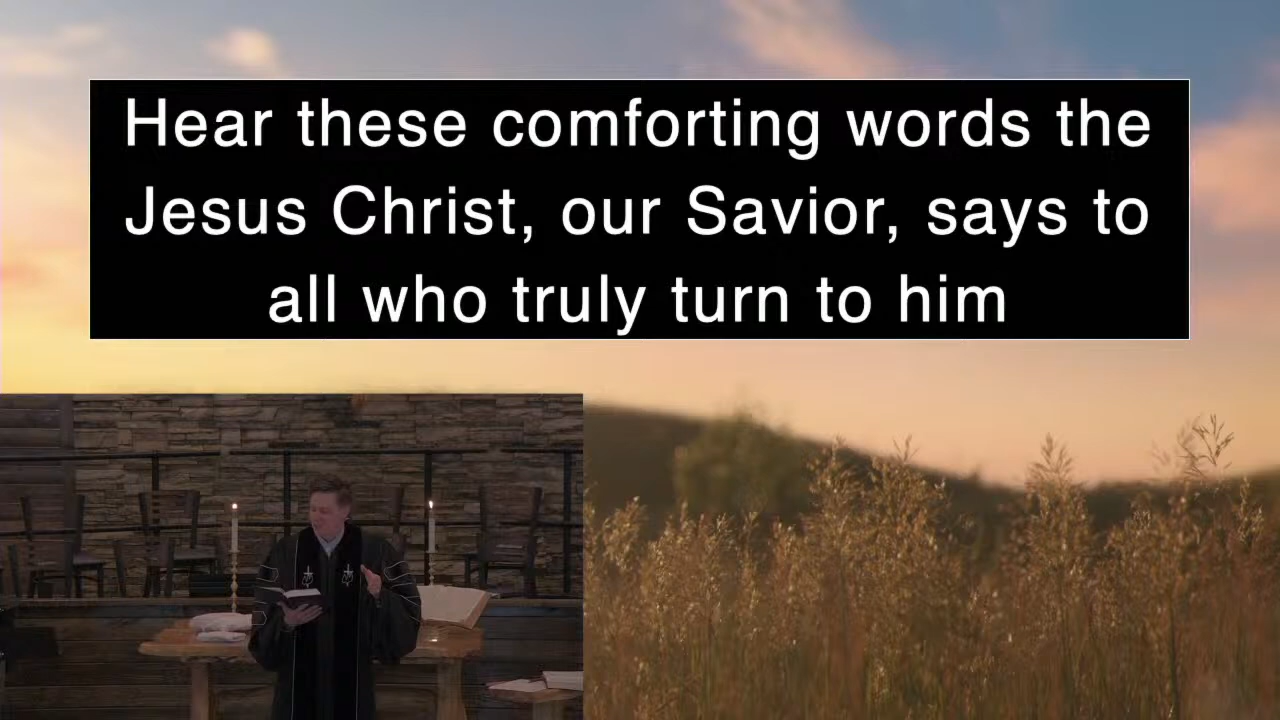 Hear these comforting words the
Jesus Christ, our Savior, says to
all who truly turn to him